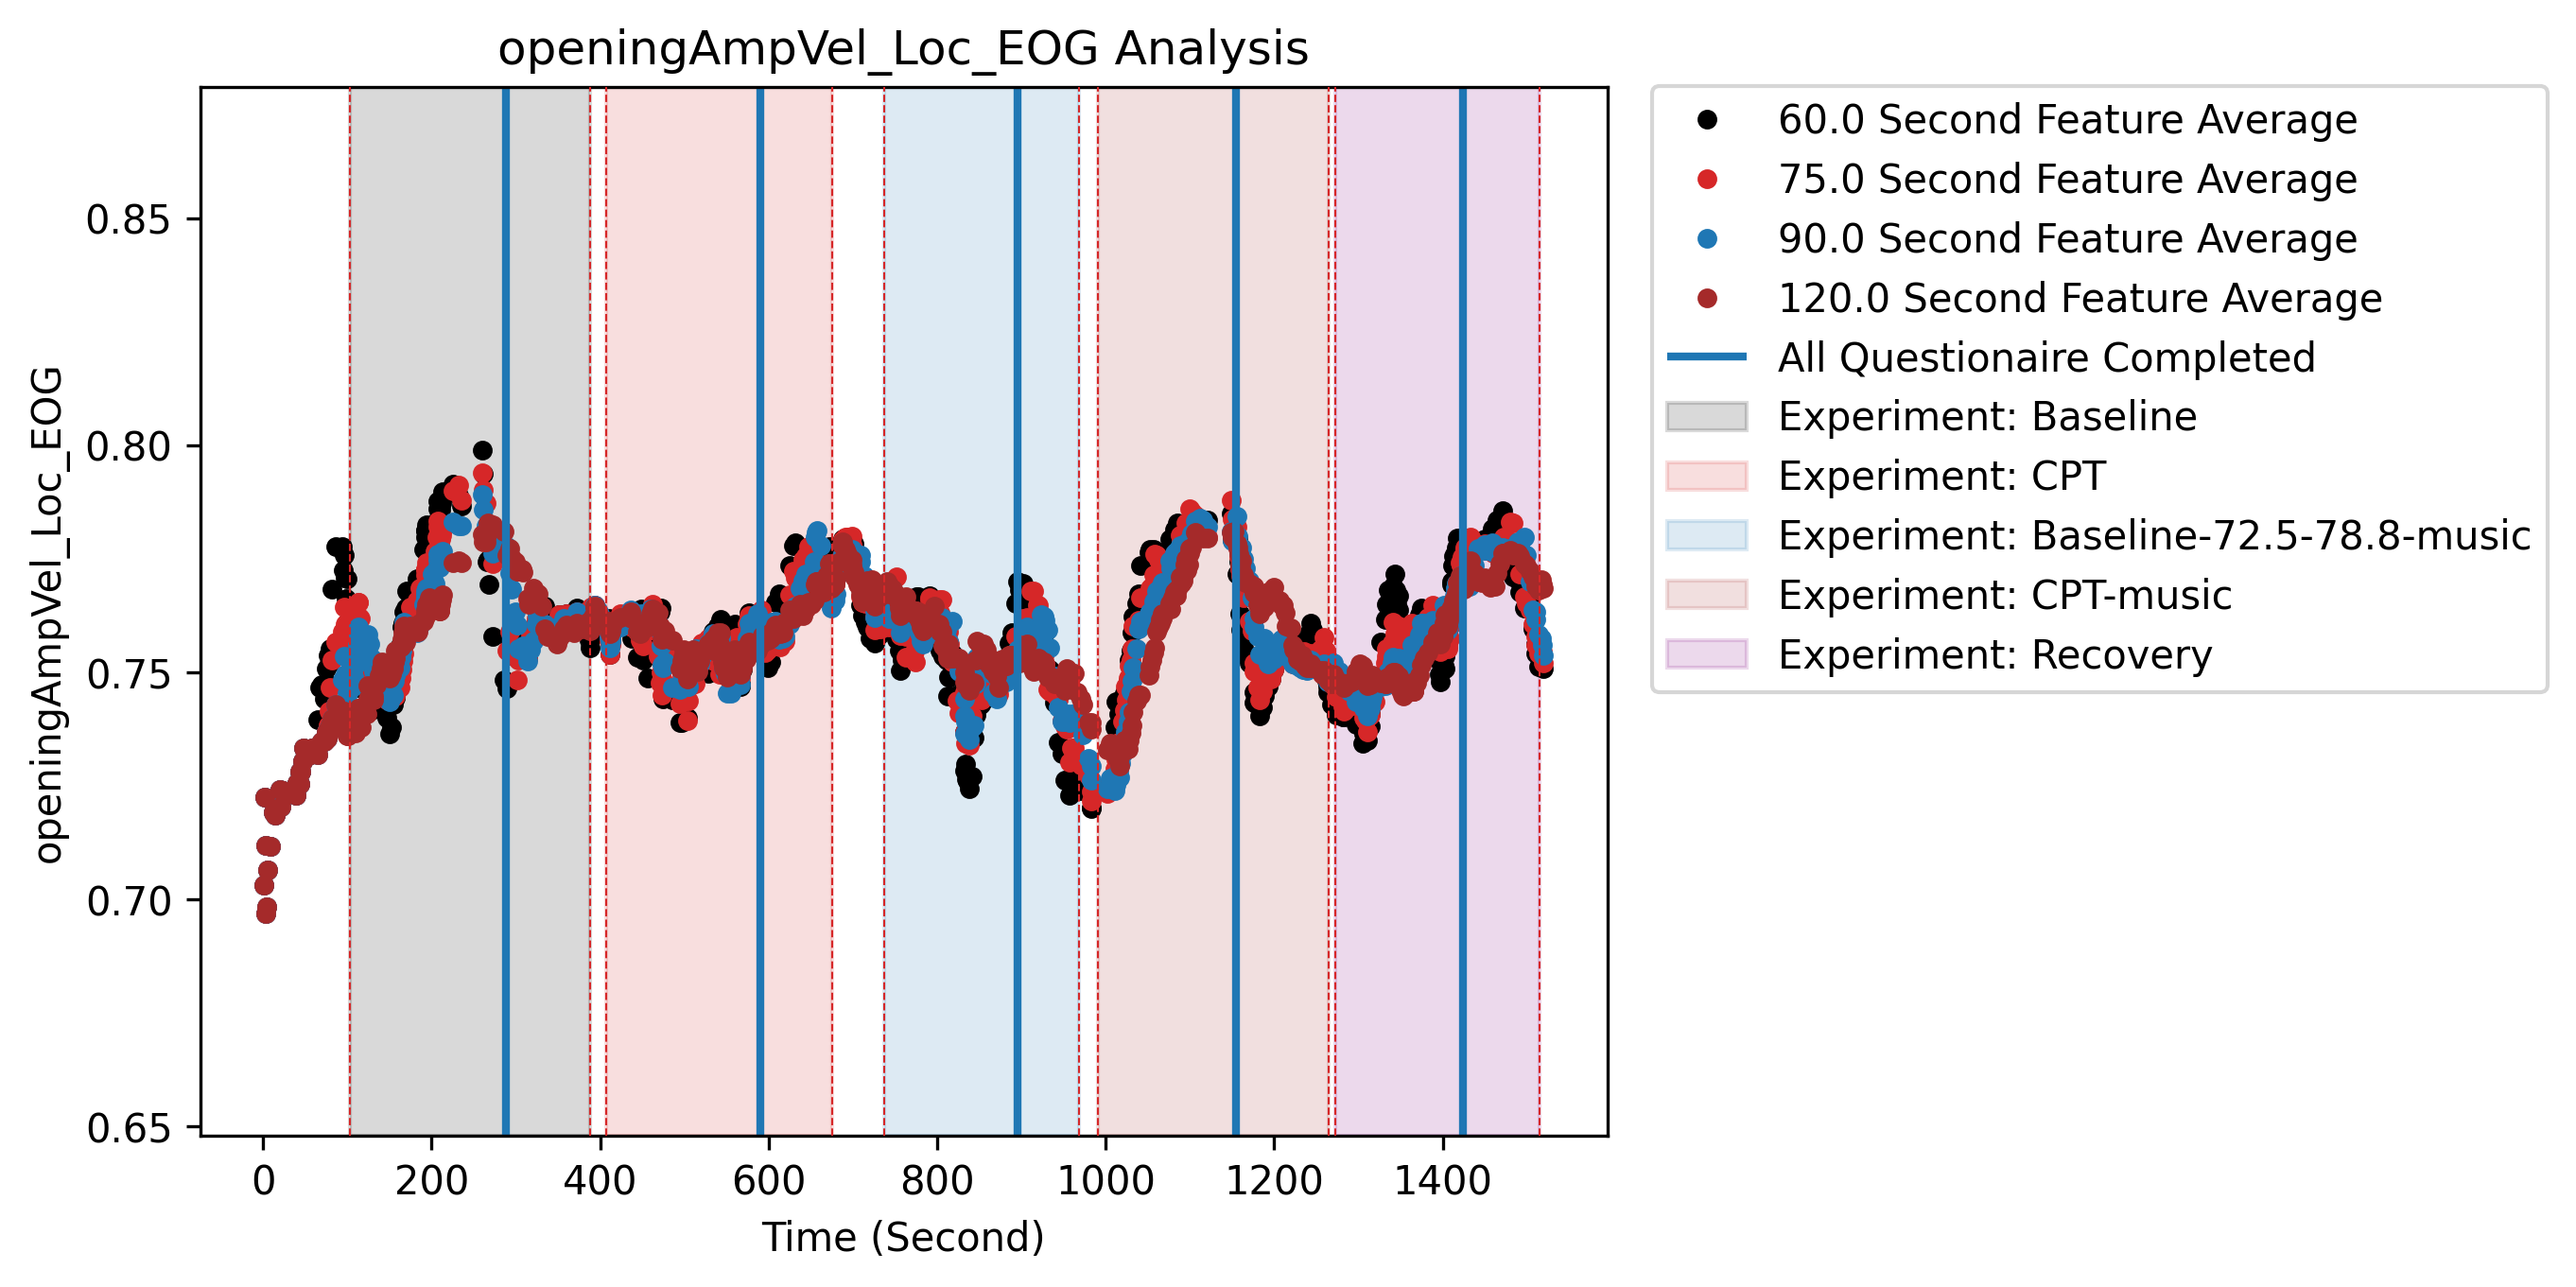 openingAmpVel_Loc_EOG Analysis
openingAmpVel_Loc_EOG
0.85
0.80
0.75
0.70
0.65
0
200
400
600
800
1000
1200
1400
Time (Second)
60.0 Second Feature Average
75.0 Second Feature Average
90.0 Second Feature Average
120.0 Second Feature Average
All Questionaire Completed
Experiment: Baseline
Experiment: CPT
Experiment: Baseline-72.5-78.8-music
Experiment: CPT-music
Experiment: Recovery